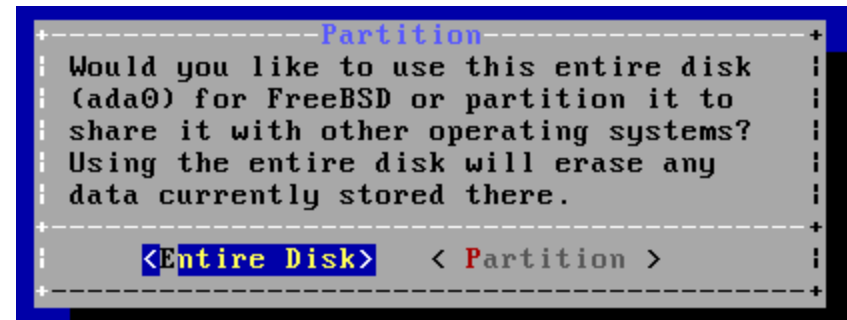 Partition
Would you like to use this entire disk
(ada0) for FreeBSD or partition it to
share it with other operating systems?
Using the entire disk will erase any
data currently stored there.
<Entire Disk> < Partition >